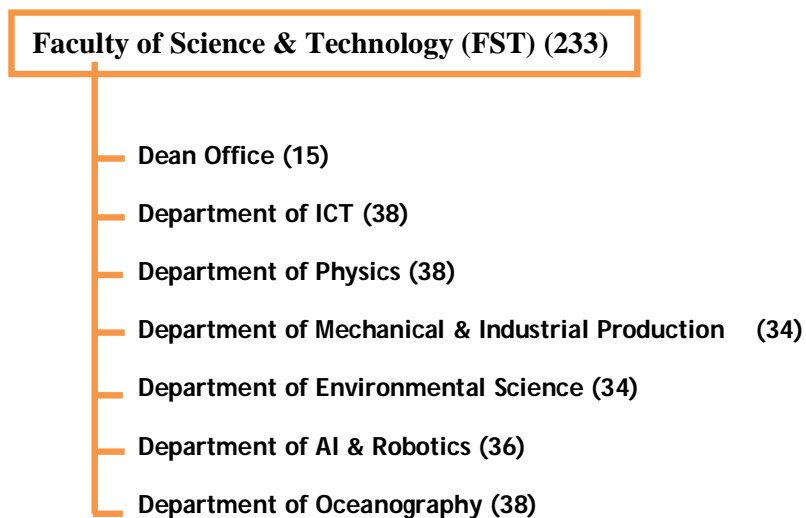 Faculty of Science & Technology (FST) (233)
Dean Office (15)
Department of ICT (38)
Department of Physics (38)
Department of Mechanical & Industrial Production (34)
Department of Environmental Science (34)
Department of AI & Robotics (36)
Department of Oceanography (38)